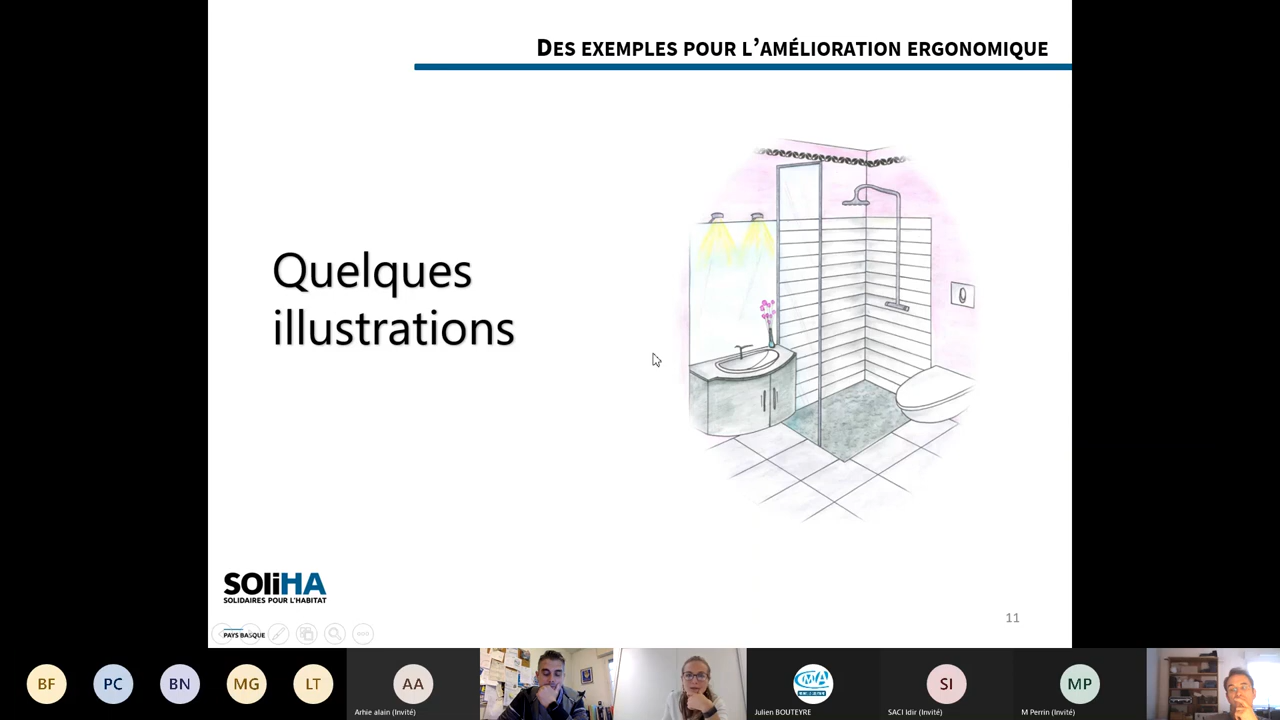 DES EXEMPLES POUR L'AMÉLIORATION ERGONOMIQUE
Quelques
illustrations
SOLiHA
SOLIDAIRES POUR L'HABITAT
PAYS BASQUE
11
BF
PC
BN
MG
LT
AA
SI
MP
CMA
Arhie alain (Invité)
Julien BOUTEYRE
SACI Idir (Invité)
M Perrin (Invité)